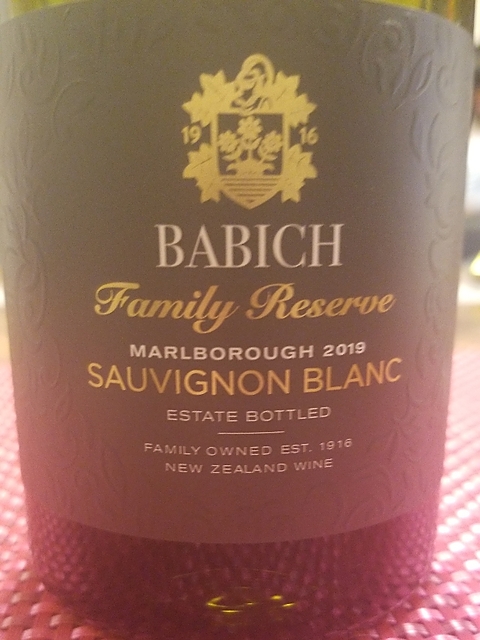 19 16
BABICH
Family Reserve
MARLBOROUGH 2019
SAUVIGNON BLANC
ESTATE BOTTLED
FAMILY OWNED EST. 1916
NEW ZEALAND WINE